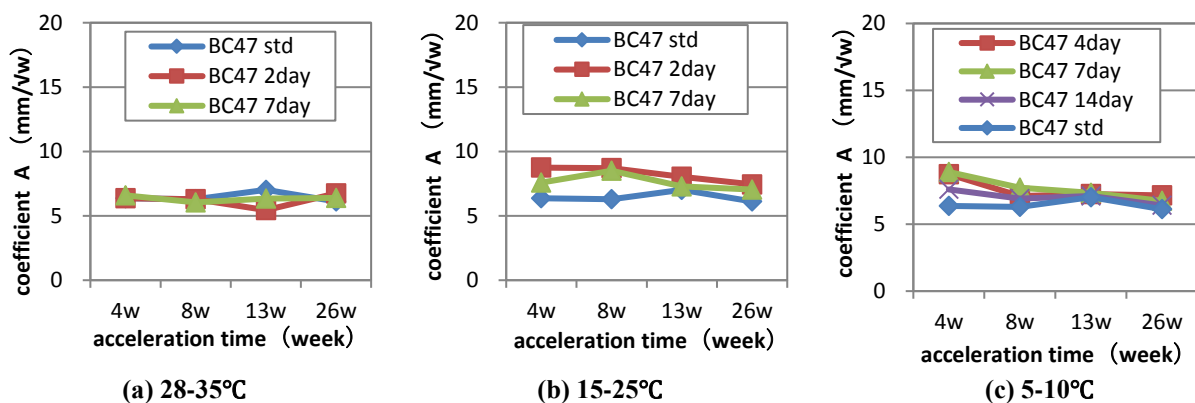 20
15
10
5
0
coefficient A (mm/√w)
BC47 std
BC47 2day
BC47 7day
4w 8w 13w 26w
acceleration time (week)
(a) 28-35℃
20
15
10
5
0
coefficient A (mm/√w)
BC47 std
BC47 2day
BC47 7day
4w 8w 13w 26w
acceleration time (week)
(b) 15-25℃
20
15
10
5
0
coefficient A (mm/√w)
BC47 4day
BC47 7day
BC47 14day
BC47 std
4w 8w 13w 26w
acceleration time (week)
(c) 5-10℃